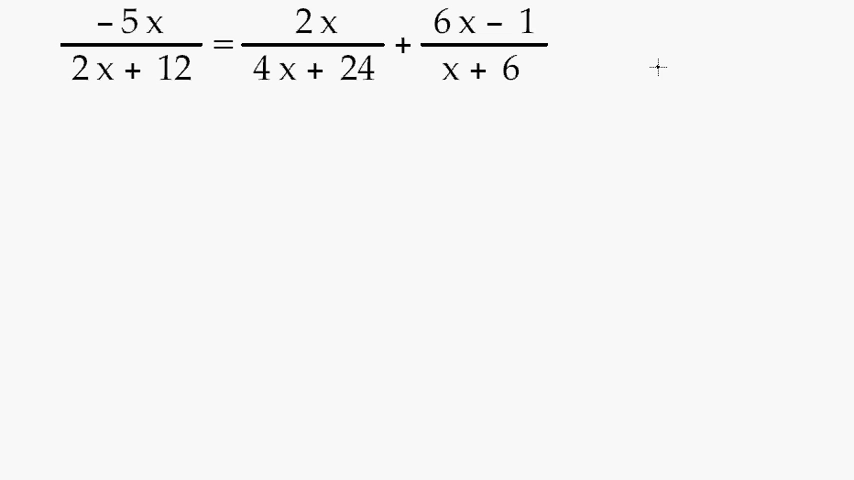 -5x / 2x + 12 = 2x / 4x + 24 + 6x - 1 / x + 6